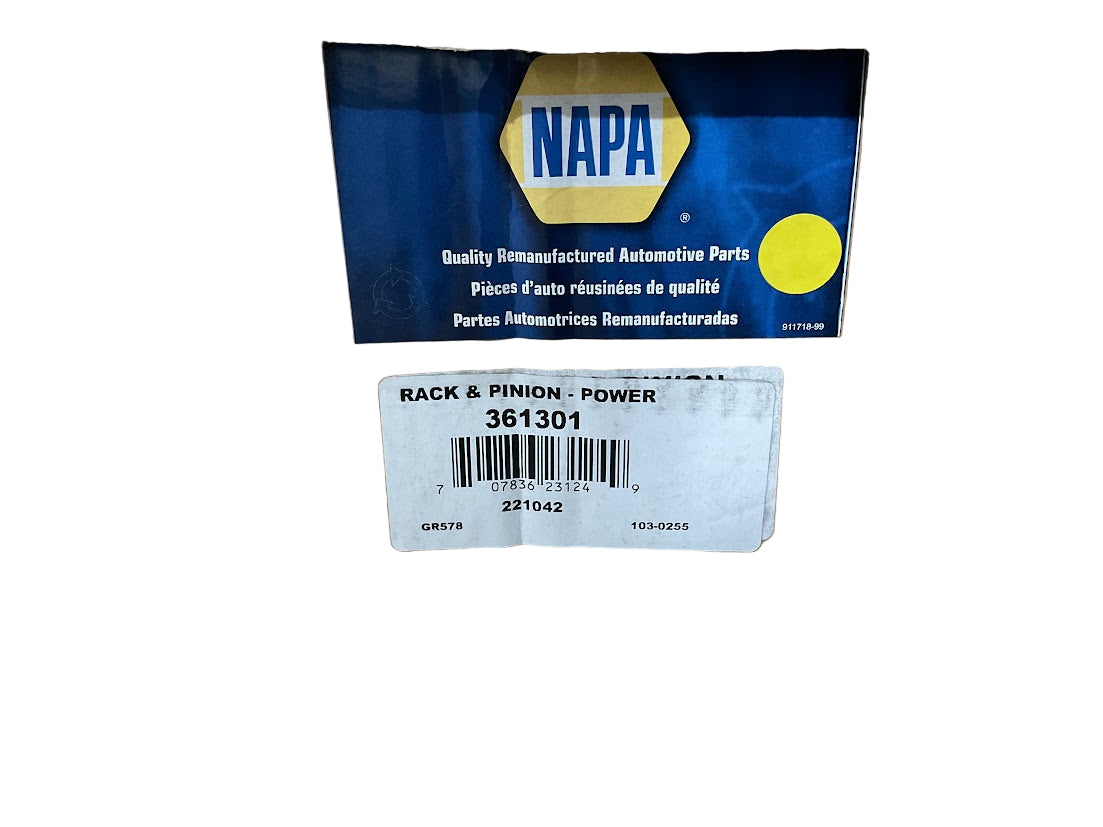 NAPA
®
Quality Remanufactured Automotive Parts
Pièces d'auto réusinées de qualité
Partes Automotrices Remanufacturadas
911718-99
PINION
RACK & PINION - POWER
361301
7 07836 23124 9
221042
GR578 103-0255